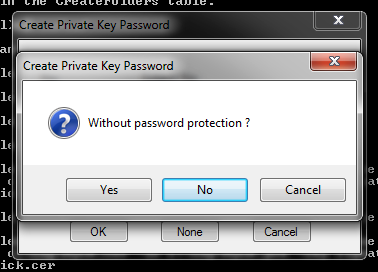 in the CreateFolders table.
Create Private Key Password
Create Private Key Password
Without password protection ?
Yes
No
Cancel
OK
None
Cancel
ick.cer